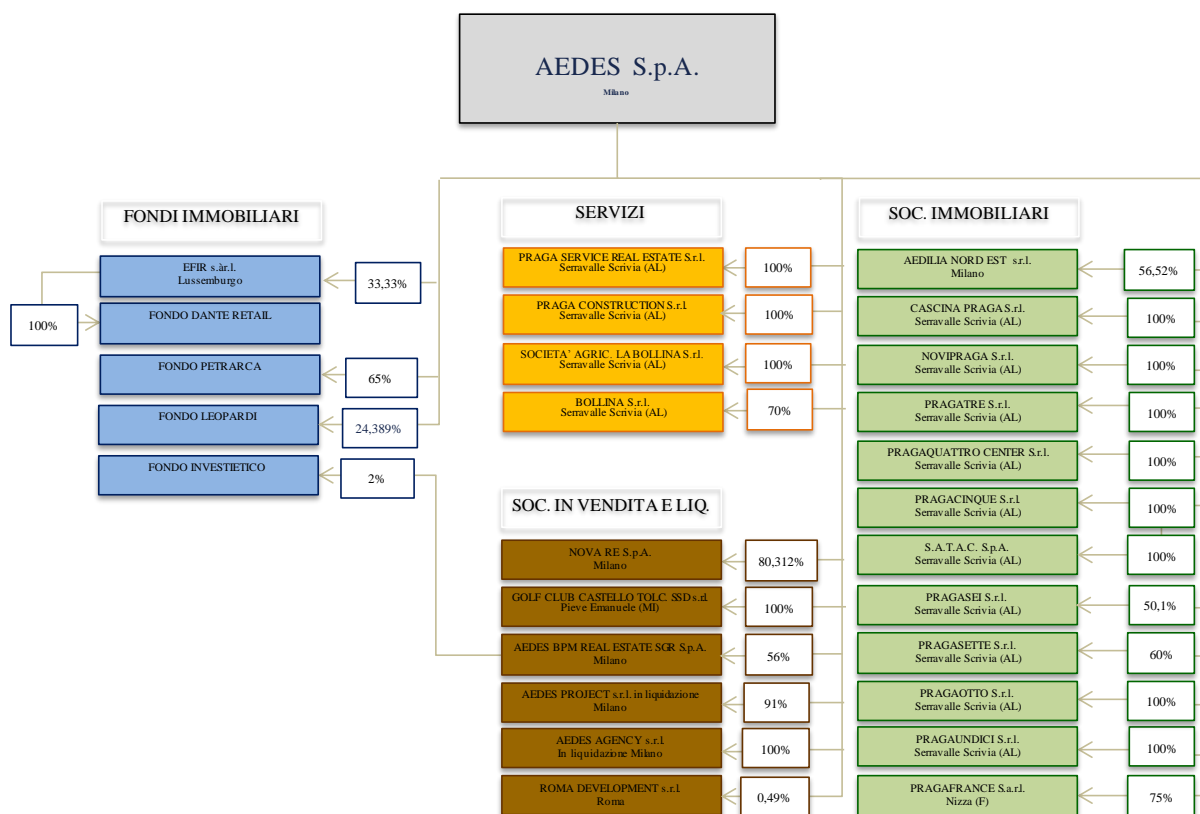 AEDES S.p.A.
Milano
FONDI IMMOBILIARI
EFIR s.àr.l.
Lussemburgo
33,33%
100%
FONDO DANTE RETAIL
FONDO PETRARCA
65%
FONDO LEOPARDI
24,389%
FONDO INVESTIETICO
2%
SERVIZI
PRAGA SERVICE REAL ESTATE S.r.l.
Serravalle Scrivia (AL)
100%
PRAGA CONSTRUCTION S.r.l.
Serravalle Scrivia (AL)
100%
SOCIETA' AGRIC. LA BOLLINA S.r.l.
Serravalle Scrivia (AL)
100%
BOLLINA S.r.l.
Serravalle Scrivia (AL)
70%
SOC. IN VENDITA E LIQ.
NOVA RE S.p.A.
Milano
80,312%
GOLF CLUB CASTELLO TOLC. SSD s.r.l.
Pieve Emanuele (MI)
100%
AEDES BPM REAL ESTATE SGR S.p.A.
Milano
56%
AEDES PROJECT s.r.l. in liquidazione
Milano
91%
AEDES AGENCY s.r.l.
In liquidazione Milano
100%
ROMA DEVELOPMENT s.r.l.
Roma
0,49%
SOC. IMMOBILIARI
AEDILIA NORD EST s.r.l.
Milano
56,52%
CASCINA PRAGA S.r.l.
Serravalle Scrivia (AL)
100%
NOVIPRAGA S.r.l.
Serravalle Scrivia (AL)
100%
PRAGATRE S.r.l.
Serravalle Scrivia (AL)
100%
PRAGAQUATTRO CENTER S.r.l.
Serravalle Scrivia (AL)
100%
PRAGACINQUE S.r.l.
Serravalle Scrivia (AL)
100%
S.A.T.A.C. S.p.A.
Serravalle Scrivia (AL)
100%
PRAGASEI S.r.l.
Serravalle Scrivia (AL)
50,1%
PRAGASETTE S.r.l.
Serravalle Scrivia (AL)
60%
PRAGAOTTO S.r.l.
Serravalle Scrivia (AL)
100%
PRAGAUNDICI S.r.l.
Serravalle Scrivia (AL)
100%
PRAGAFRANCE S.a.r.l.
Nizza (F)
75%